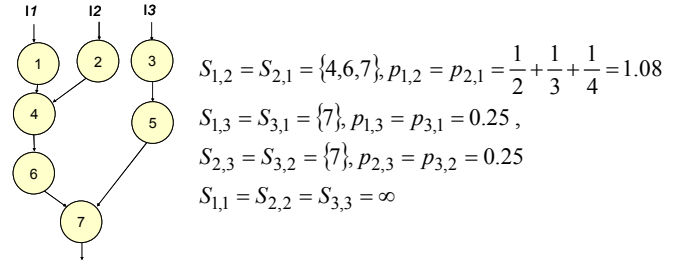 I1 I2 I3
1 2 3
4 5
6
7
S1,2 = S2,1 = {4,6,7}, p1,2 = p2,1 = 1/2 + 1/3 + 1/4 = 1.08
S1,3 = S3,1 = {7}, p1,3 = p3,1 = 0.25 ,
S2,3 = S3,2 = {7}, p2,3 = p3,2 = 0.25
S1,1 = S2,2 = S3,3 = ∞